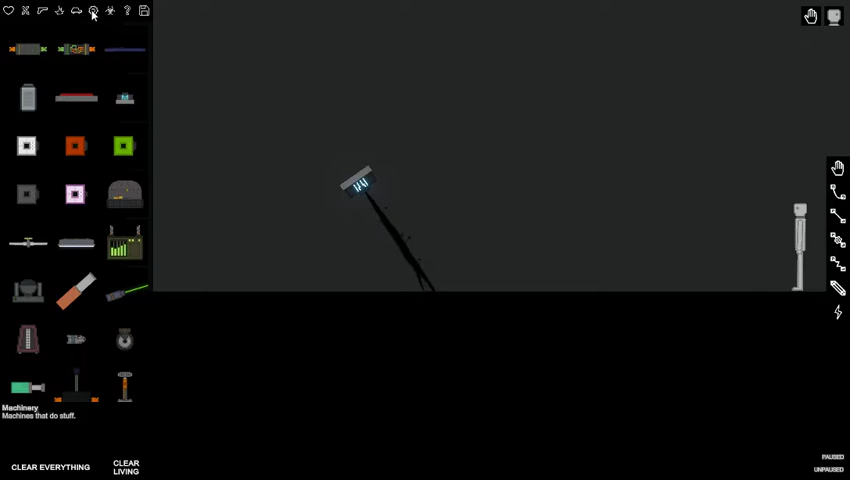 Machinery
Machines that do stuff.
CLEAR EVERYTHING
CLEAR
LIVING
PAUSED
UNPAUSED